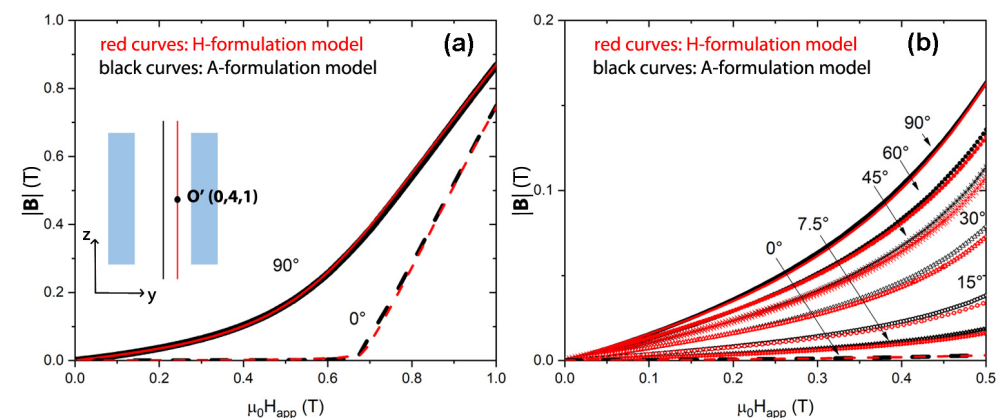 (a)
red curves: H-formulation model
black curves: A-formulation model
1.0
0.8
0.6
0.4
0.2
0.0
|B| (T)
O' (0,4,1)
z
y
90°
0°
0.0 0.2 0.4 0.6 0.8 1.0
μ0Happ (T)
(b)
red curves: H-formulation model
black curves: A-formulation model
0.2
0.1
0.0
|B| (T)
90°
60°
45°
7.5°
30°
0°
15°
0.0 0.1 0.2 0.3 0.4 0.5
μ0Happ (T)